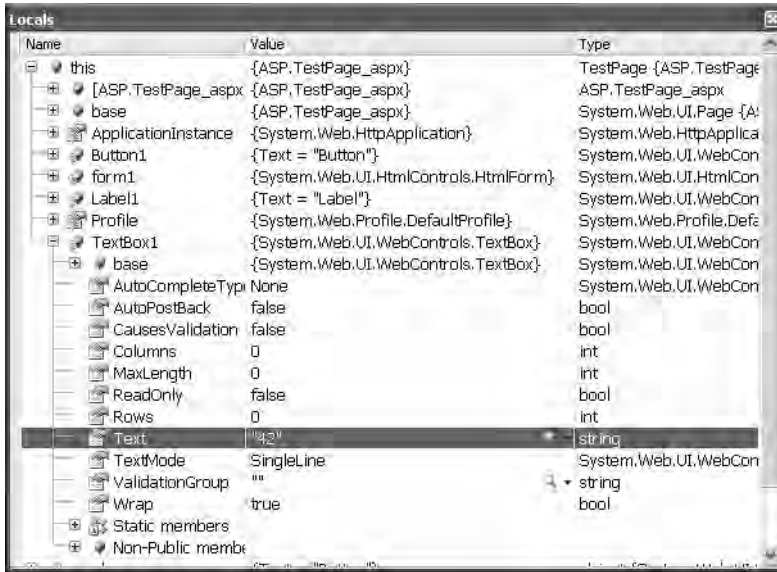 Locals
Name Value Type
this {ASP.TestPage_aspx} TestPage {ASP.TestPage
[ASP.TestPage_aspx {ASP.TestPage_aspx} ASP.TestPage_aspx
base {ASP.TestPage_aspx} System.Web.UI.Page {A
ApplicationInstance {System.Web.HttpApplication} System.Web.HttpApplica
Button1 {Text = "Button"} System.Web.UI.WebCon
form1 {System.Web.UI.HtmlControls.HtmlForm} System.Web.UI.HtmlCon
Label1 {Text = "Label"} System.Web.UI.WebCon
Profile {System.Web.Profile.DefaultProfile} System.Web.Profile.Defa
TextBox1 {System.Web.UI.WebControls.TextBox} System.Web.UI.WebCon
base {System.Web.UI.WebControls.TextBox} System.Web.UI.WebCon
AutoCompleteTyp None System.Web.UI.WebCon
AutoPostBack false bool
CausesValidation false bool
Columns 0 int
MaxLength 0 int
ReadOnly false bool
Rows 0 int
Text "42" string
TextMode SingleLine System.Web.UI.WebCon
ValidationGroup "" string
Wrap true bool
Static members
Non-Public membe